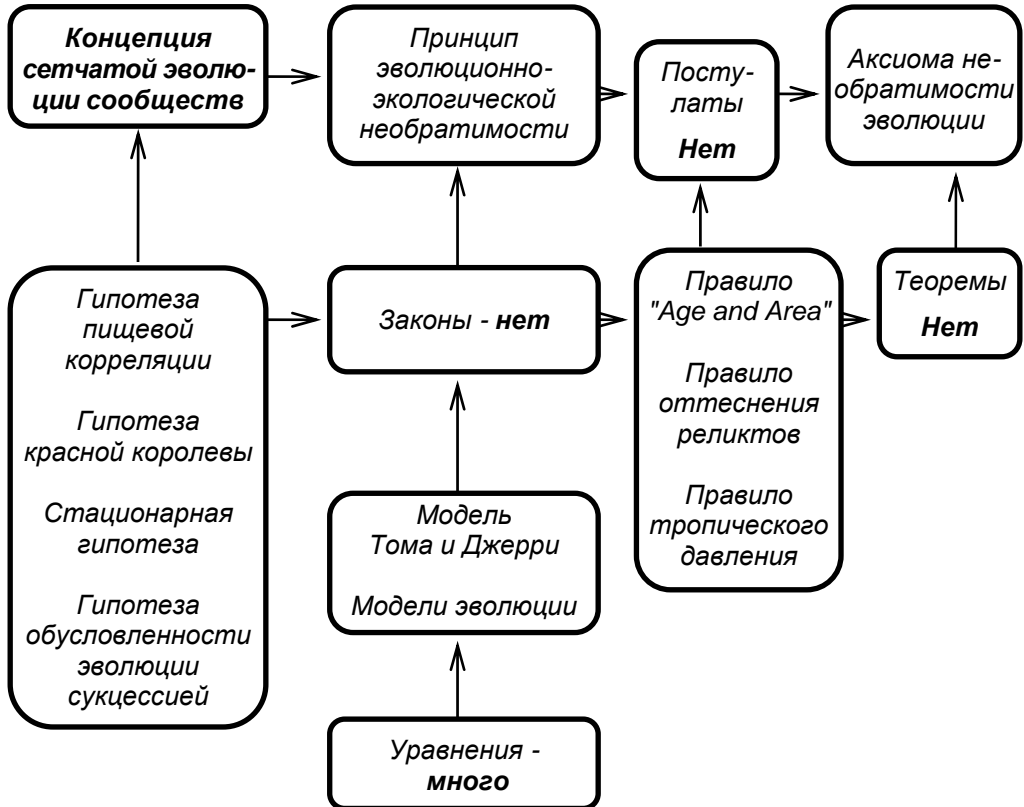 Концепция
сетчатой эволю-
ции сообществ
Принцип
эволюционно-
экологической
необратимости
Посту-
латы
Нет
Аксиома не-
обратимости
эволюции
Гипотеза
пищевой
корреляции
Гипотеза
красной королевы
Стационарная
гипотеза
Гипотеза
обусловленности
эволюции
сукцессией
Законы - нет
Правило
"Age and Area"
Правило
оттеснения
реликтов
Правило
тропического
давления
Теоремы
Нет
Модель
Тома и Джерри
Модели эволюции
Уравнения -
много